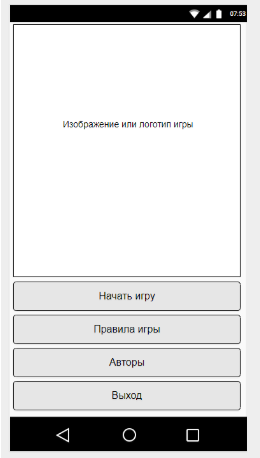 07:53
Изображение или логотип игры
Начать игру
Правила игры
Авторы
Выход